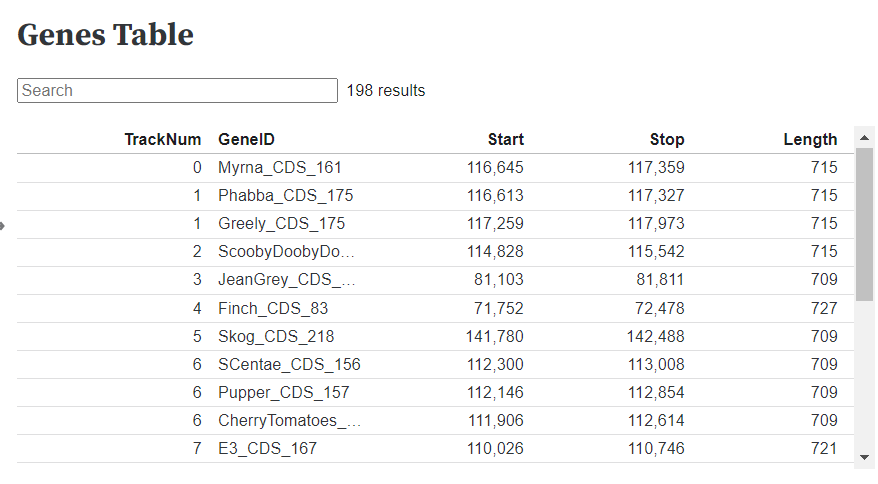 Genes Table
Search 198 results
TrackNum GeneID Start Stop Length
0 Myrna_CDS_161 116,645 117,359 715
1 Phabba_CDS_175 116,613 117,327 715
1 Greely_CDS_175 117,259 117,973 715
2 ScoobyDoobyDo... 114,828 115,542 715
3 JeanGrey_CDS_... 81,103 81,811 709
4 Finch_CDS_83 71,752 72,478 727
5 Skog_CDS_218 141,780 142,488 709
6 SCentae_CDS_156 112,300 113,008 709
6 Pupper_CDS_157 112,146 112,854 709
6 CherryTomatoes_... 111,906 112,614 709
7 E3_CDS_167 110,026 110,746 721